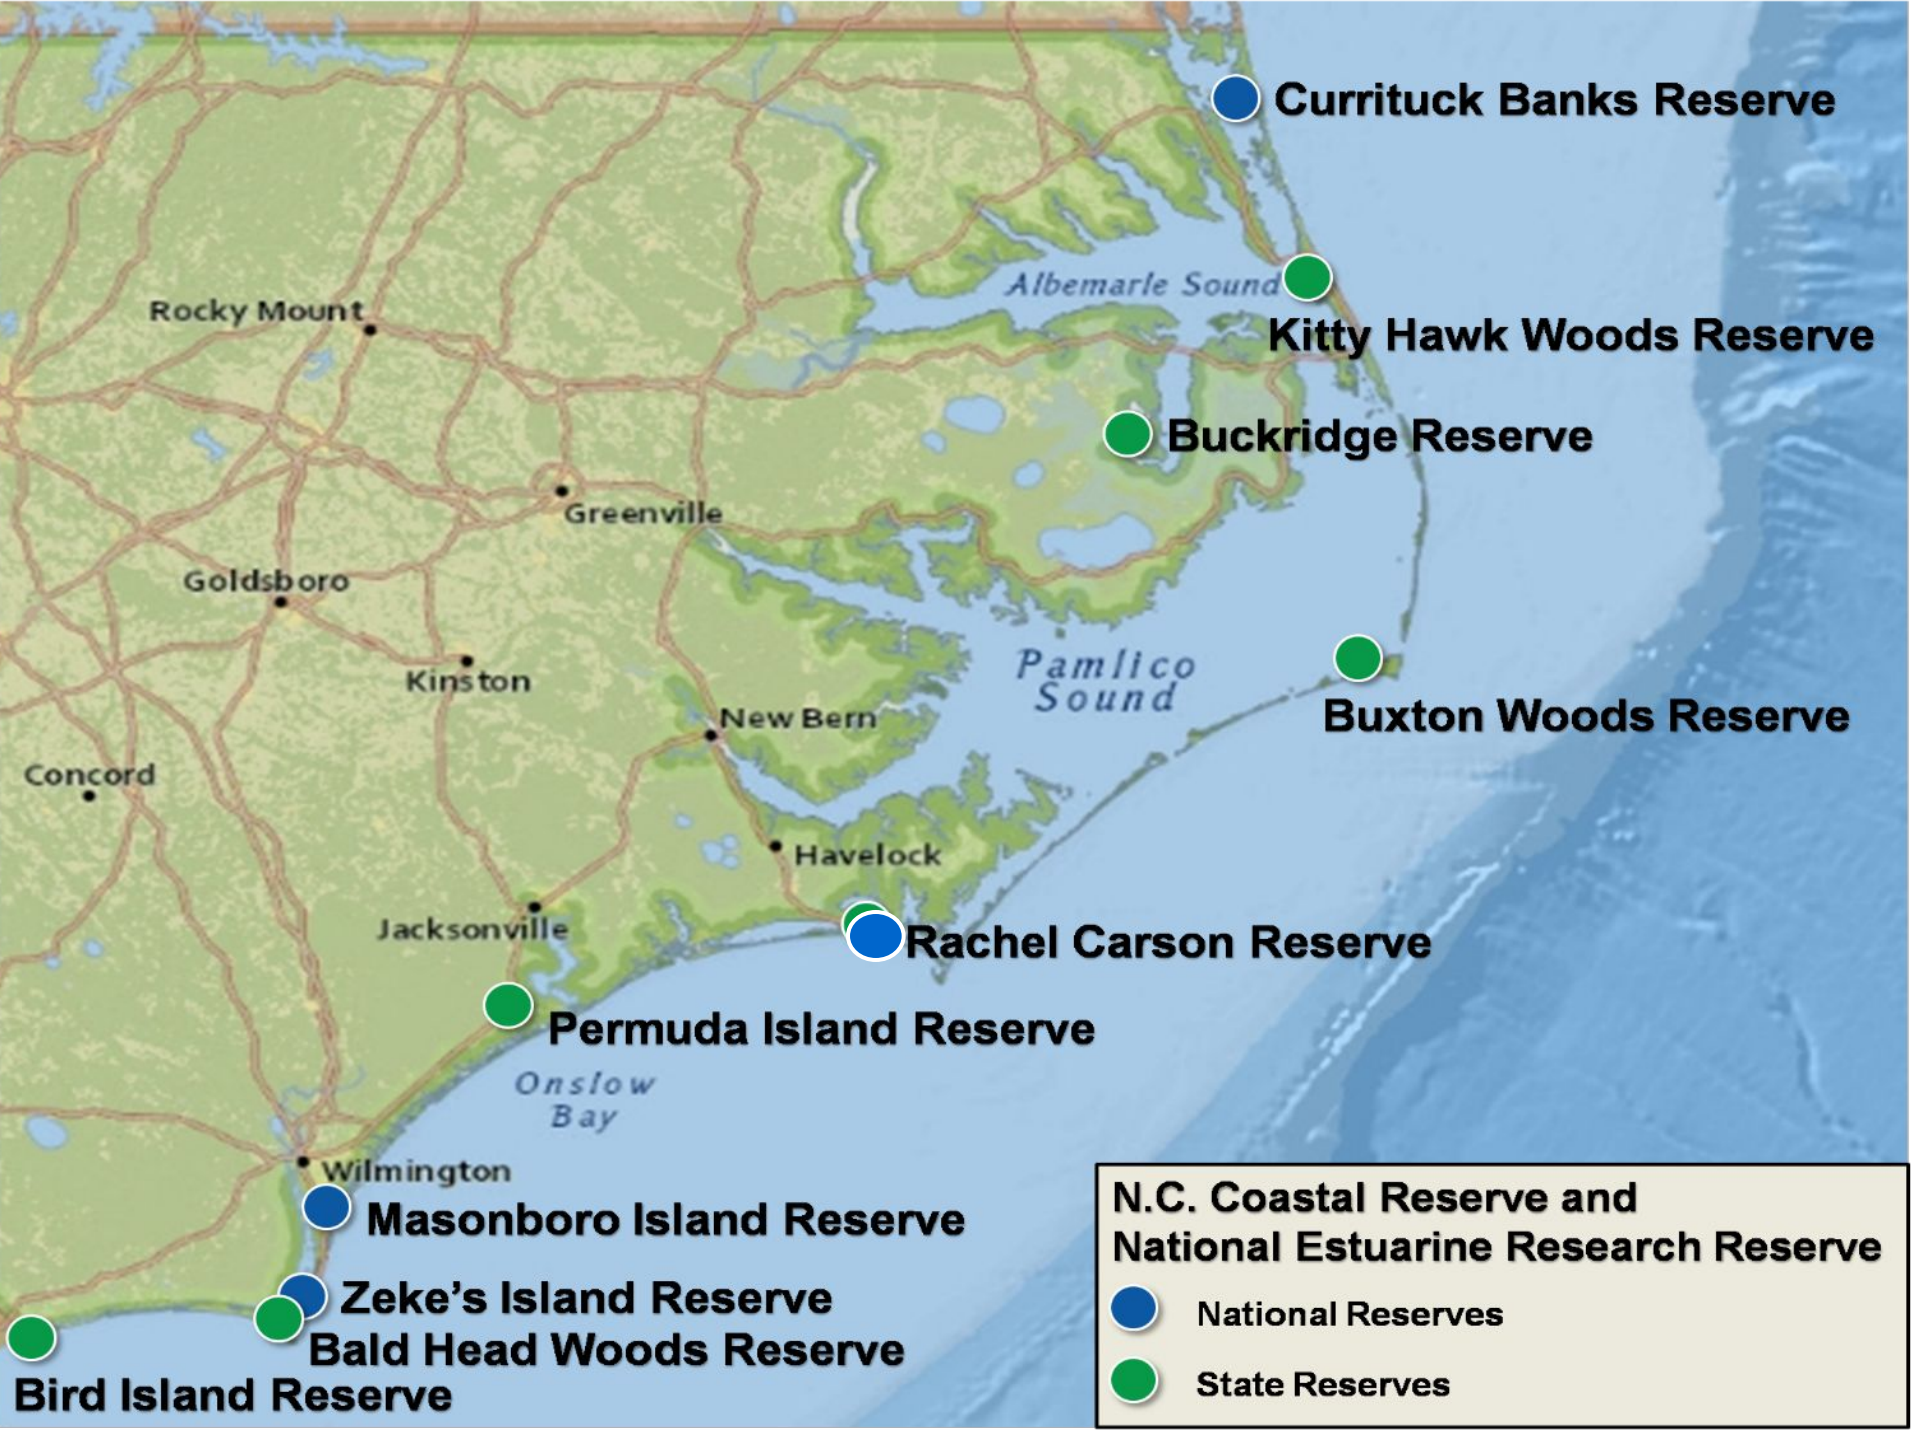 Currituck Banks Reserve
Albemarle Sound
Rocky Mount
Kitty Hawk Woods Reserve
Buckridge Reserve
Greenville
Goldsboro
Kinston
Pamlico
Sound
Buxton Woods Reserve
New Bern
Concord
Havelock
Jacksonville
Rachel Carson Reserve
Permuda Island Reserve
Onslow
Bay
Wilmington
Masonboro Island Reserve
Zeke’s Island Reserve
Bald Head Woods Reserve
Bird Island Reserve
N.C. Coastal Reserve and
National Estuarine Research Reserve
National Reserves
State Reserves